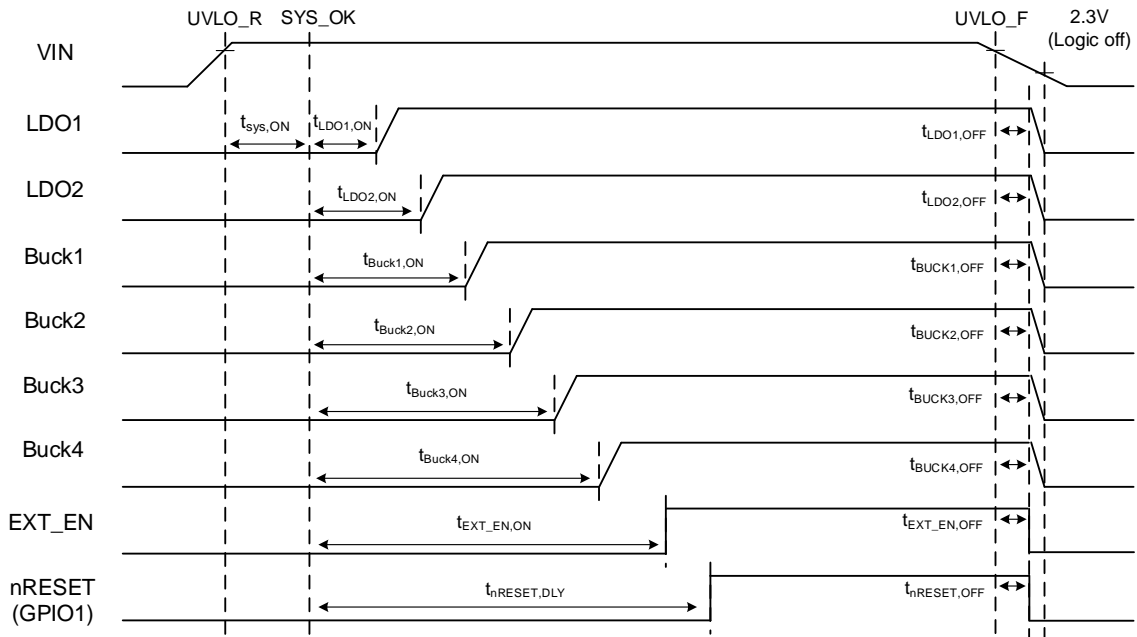 UVLO_R SYS_OK UVLO_F 2.3V
(Logic off)
VIN
LDO1 tsys,ON tLDO1,ON tLDO1,OFF
LDO2 tLDO2,ON tLDO2,OFF
Buck1 tBuck1,ON tBUCK1,OFF
Buck2 tBuck2,ON tBUCK2,OFF
Buck3 tBuck3,ON tBUCK3,OFF
Buck4 tBuck4,ON tBUCK4,OFF
EXT_EN tEXT_EN,ON tEXT_EN,OFF
nRESET tnRESET,DLY tnRESET,OFF
(GPIO1)